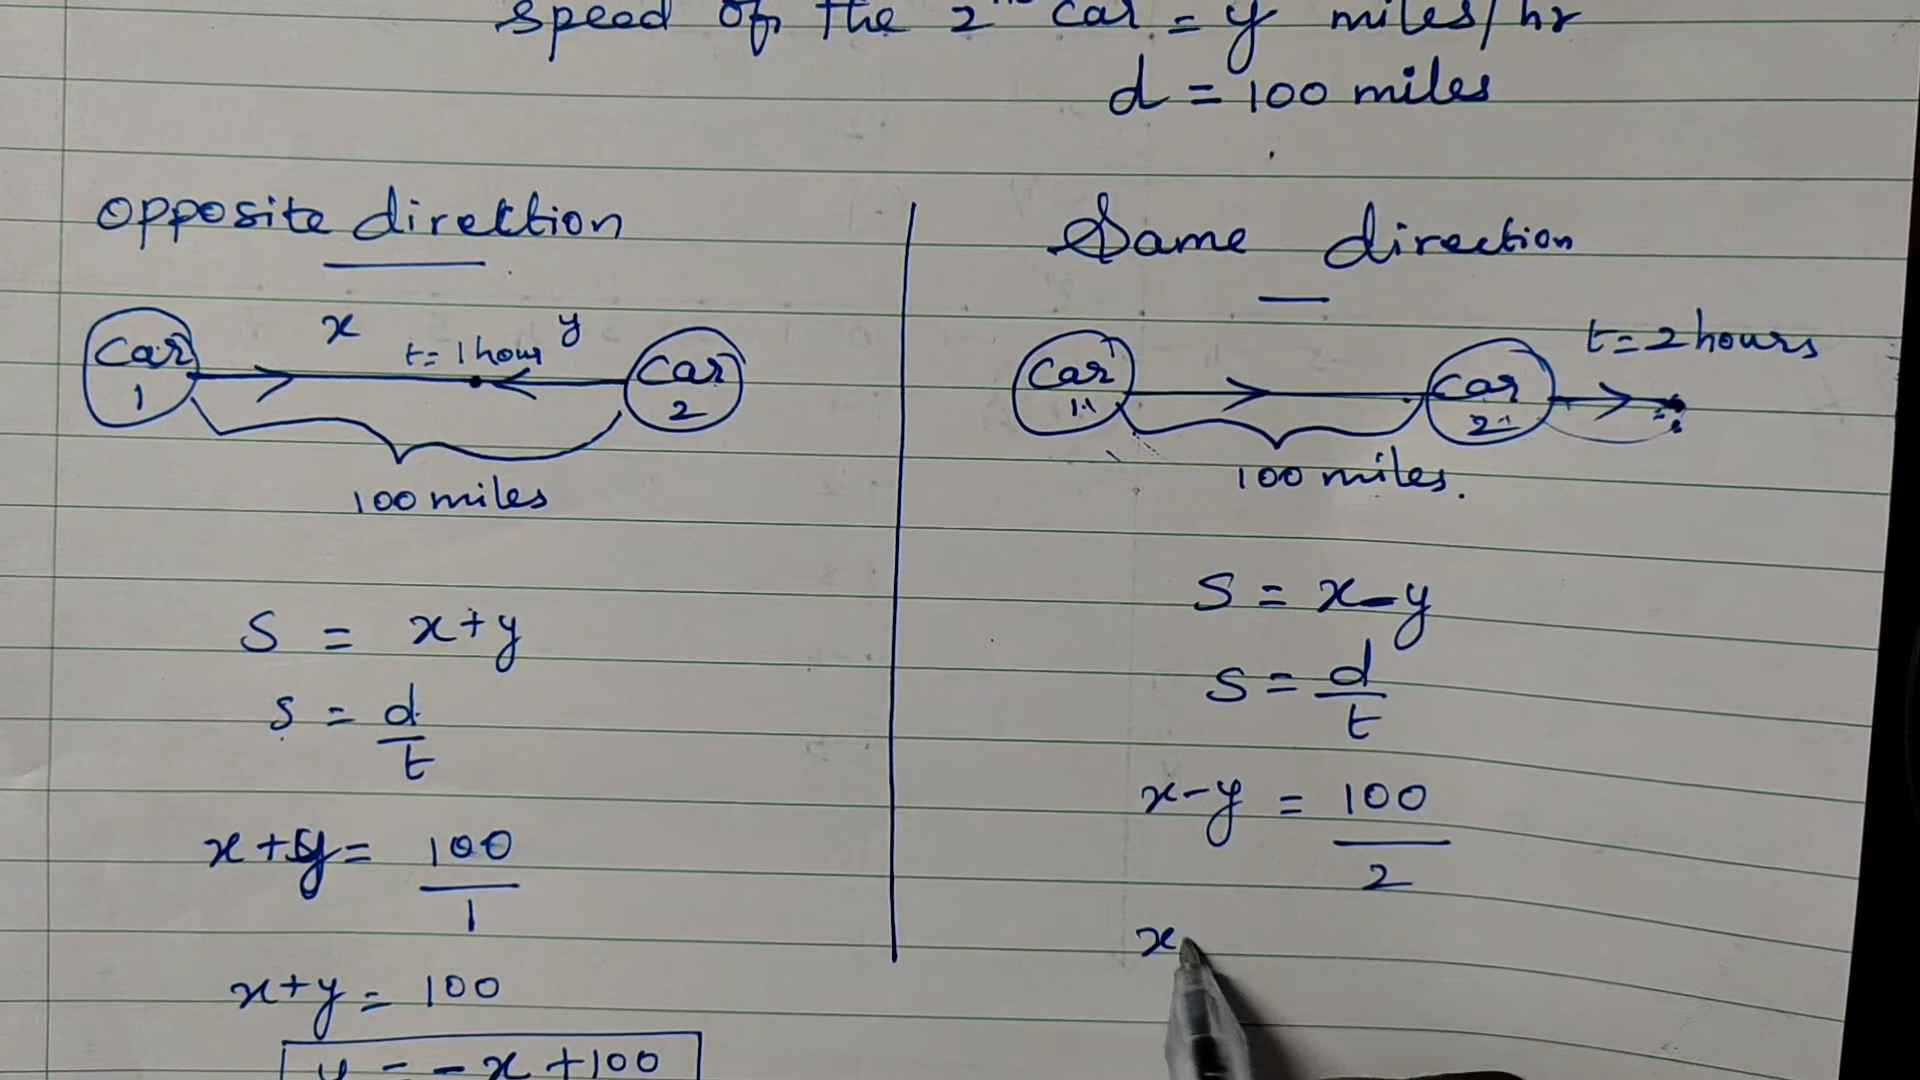 speed of the 2nd car = y miles/hr
d = 100 miles
opposite direction
x
t = 1 hour
y
Car 1
Car 2
100 miles
S = x+y
s = d/t
x+y = 100/1
x+y = 100
y = -x+100
Same direction
t = 2 hours
Car 1
Car 2
100 miles.
S = x-y
S = d/t
x-y = 100/2
x